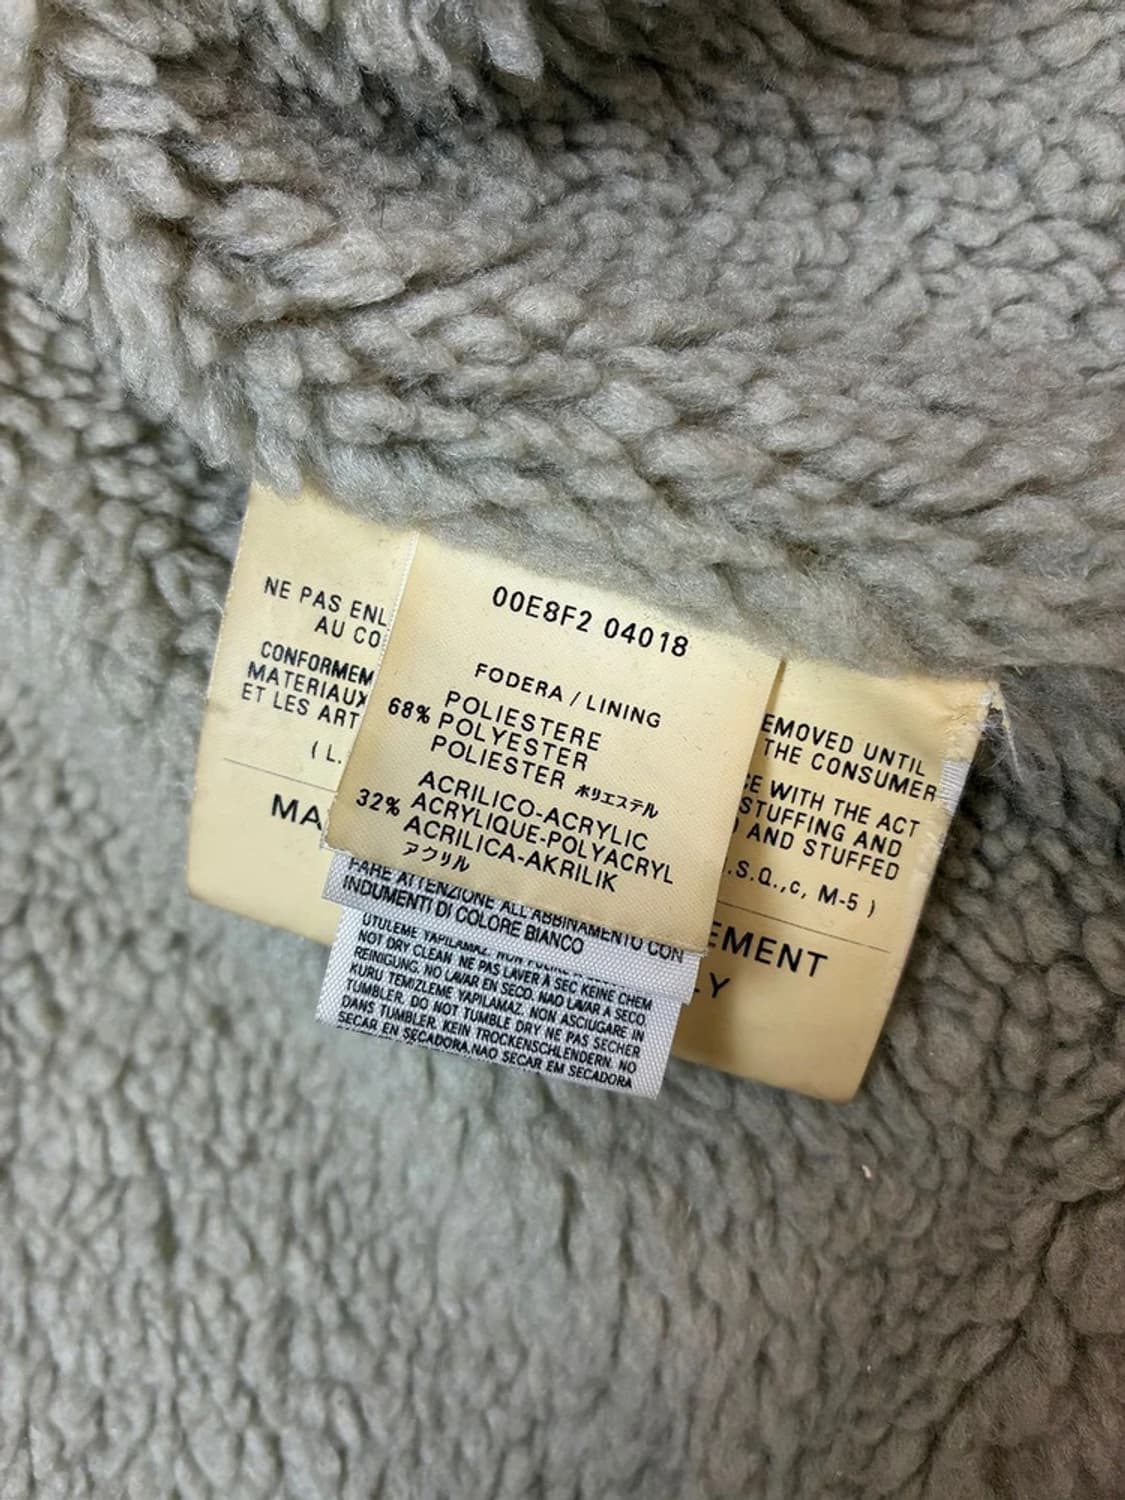 NE PAS ENL
AU CO
CONFORMEM
MATERIAUX
ET LES ART
( L.
MA
00E8F2 04018
FODERA / LINING
POLIESTERE
68% POLYESTER
POLIESTER ポリエステル
ACRILICO-ACRYLIC
32% ACRYLIQUE-POLYACRYL
ACRILICA-AKRILIK
アクリル
EMOVED UNTIL
THE CONSUMER
CE WITH THE ACT
STUFFING AND
) AND STUFFED
.S.Q.,c, M-5 )
EMENT
LY
FARE ATTENZIONE ALL'ABBINAMENTO CON
INDUMENTI DI COLORE BIANCO
UTULEME YAPILAMAZ. NON
NOT DRY CLEAN NE PAS LAVER À SEC KEINE CHEM
REINIGUNG. NO LAVAR EN SECO. NAO LAVAR A SECO
KURU TEMIZLEME YAPILAMAZ. NON ASCIUGARE IN
TUMBLER. DO NOT TUMBLE DRY NE PAS SECHER
DANS TUMBLER. KEIN TROCKENSCHLENDERN. NO
SECAR EN SECADORA.NAO SECAR EM SECADORA